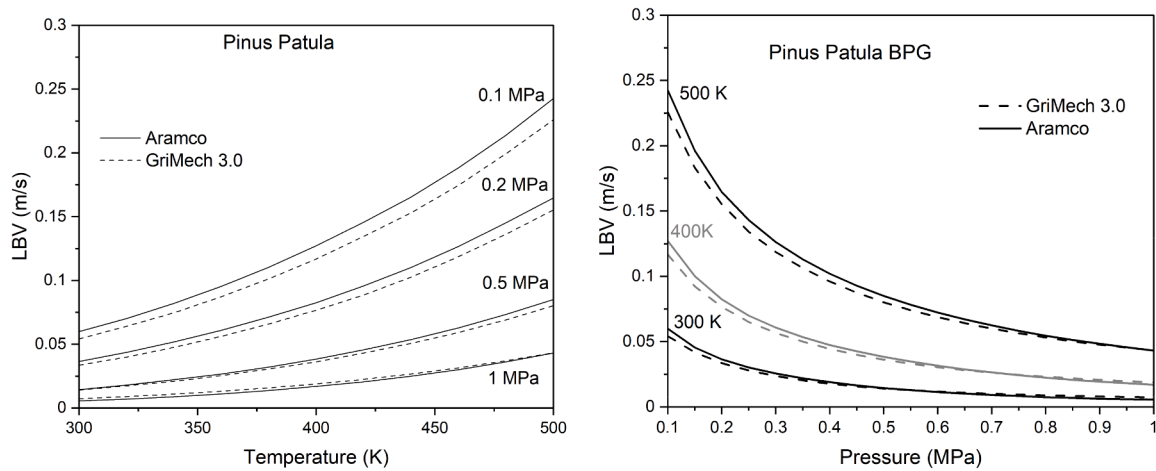 Pinus Patula
0.3
0.25
0.2
0.15
0.1
0.05
0
LBV (m/s)
Aramco
GriMech 3.0
0.1 MPa
0.2 MPa
0.5 MPa
1 MPa
300
350
400
450
500
Temperature (K)
Pinus Patula BPG
0.3
0.25
0.2
0.15
0.1
0.05
0
LBV (m/s)
500 K
400K
300 K
GriMech 3.0
Aramco
0.1
0.2
0.3
0.4
0.5
0.6
0.7
0.8
0.9
1
Pressure (MPa)